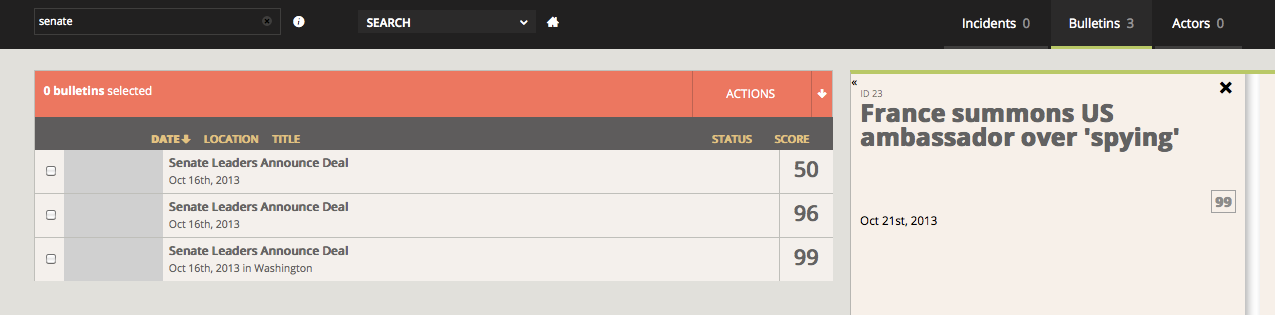 senate
SEARCH
Incidents 0
Bulletins 3
Actors 0
0 bulletins selected
ACTIONS
DATE LOCATION TITLE STATUS SCORE
Senate Leaders Announce Deal
Oct 16th, 2013
50
Senate Leaders Announce Deal
Oct 16th, 2013
96
Senate Leaders Announce Deal
Oct 16th, 2013 in Washington
99
«
ID 23
France summons US
ambassador over 'spying'
99
Oct 21st, 2013